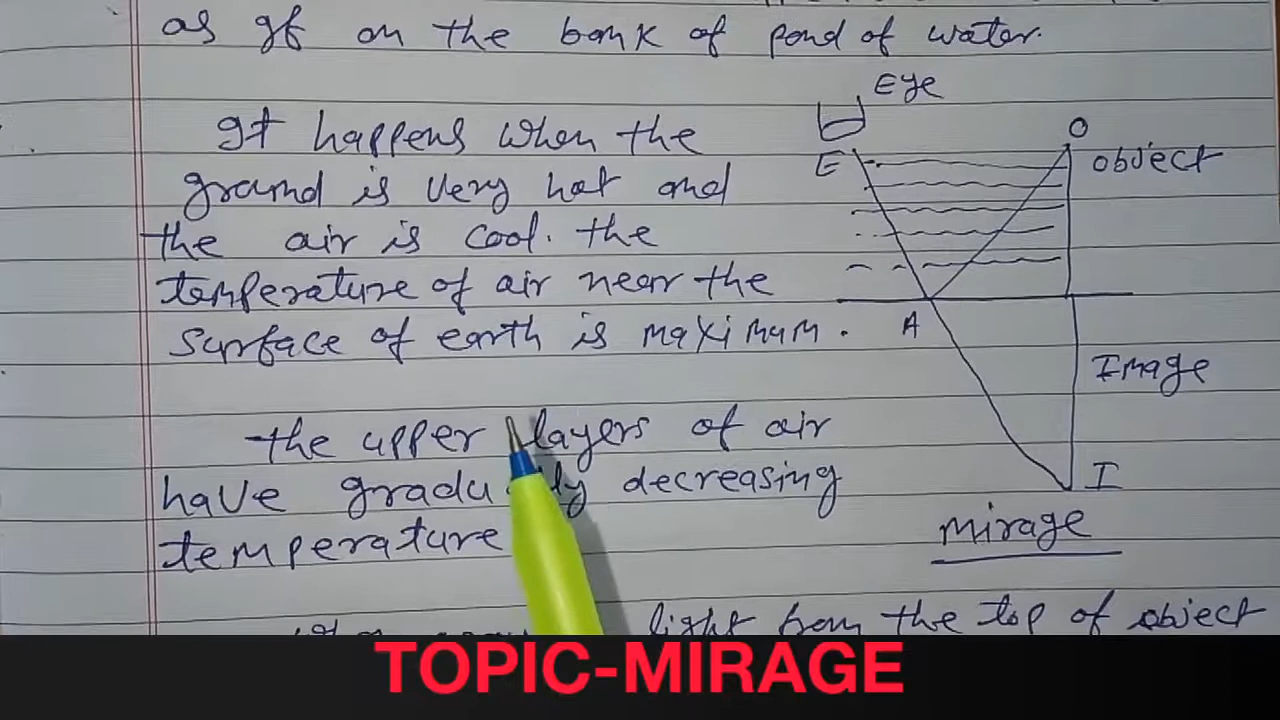 as If on the bank of pond of water.
Eye
It happens when the
O
E
object
ground is very hot and
the air is cool. the
temperature of air near the
surface of earth is maximum.
A
Image
the upper layers of air
have decreasing
I
temperature
Mirage
light from the top of object
TOPIC-MIRAGE